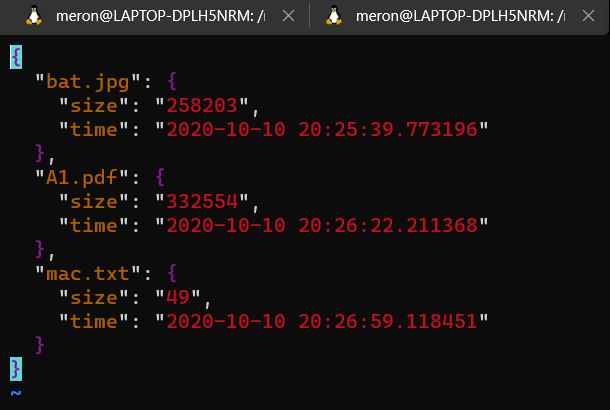 meron@LAPTOP-DPLH5NRM: /r
meron@LAPTOP-DPLH5NRM: /r
{
  "bat.jpg": {
    "size": "258203",
    "time": "2020-10-10 20:25:39.773196"
  },
  "A1.pdf": {
    "size": "332554",
    "time": "2020-10-10 20:26:22.211368"
  },
  "mac.txt": {
    "size": "49",
    "time": "2020-10-10 20:26:59.118451"
  }
}
~